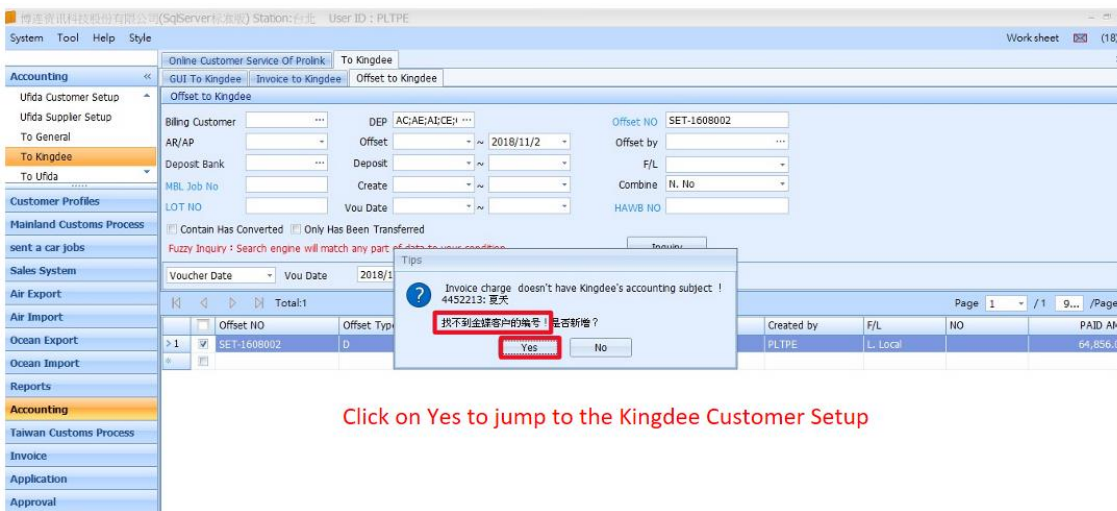 博连资讯科技股份有限公司(SqlServer标准版) Station:台北 User ID : PLTPE
System Tool Help Style
Work sheet (18)
Online Customer Service Of Prolink To Kingdee
Accounting «
GUI To Kingdee Invoice to Kingdee Offset to Kingdee
Ufida Customer Setup
Offset to Kingdee
Ufida Supplier Setup
Biling Customer ... DEP AC;AE;AI;CE;( ... Offset NO SET-1608002
To General
AR/AP Offset ~ 2018/11/2 Offset by ...
To Kingdee
Deposit Bank ... Deposit ~ F/L
To Ufida
MBL Job No Create ~ Combine N. No
Customer Profiles
LOT NO Vou Date ~ HAWB NO
Mainland Customs Process
Contain Has Converted Only Has Been Transferred
sent a car jobs
Fuzzy Inquiry : Search engine will match any part of data to your condition Inquiry
Tips
Sales System
Voucher Date Vou Date 2018/1
Invoice charge doesn't have Kingdee's accounting subject !
4452213: 夏天
找不到金蝶客户的编号！是否新增？
Yes No
Air Export
Total:1 Page 1 /1 9... /Page
Air Import
Offset NO Offset Type Created by F/L NO PAID AM
Ocean Export
>1 SET-1608002 D PLTPE L. Local 64,856.0
Ocean Import
Reports
Accounting
Click on Yes to jump to the Kingdee Customer Setup
Taiwan Customs Process
Invoice
Application
Approval